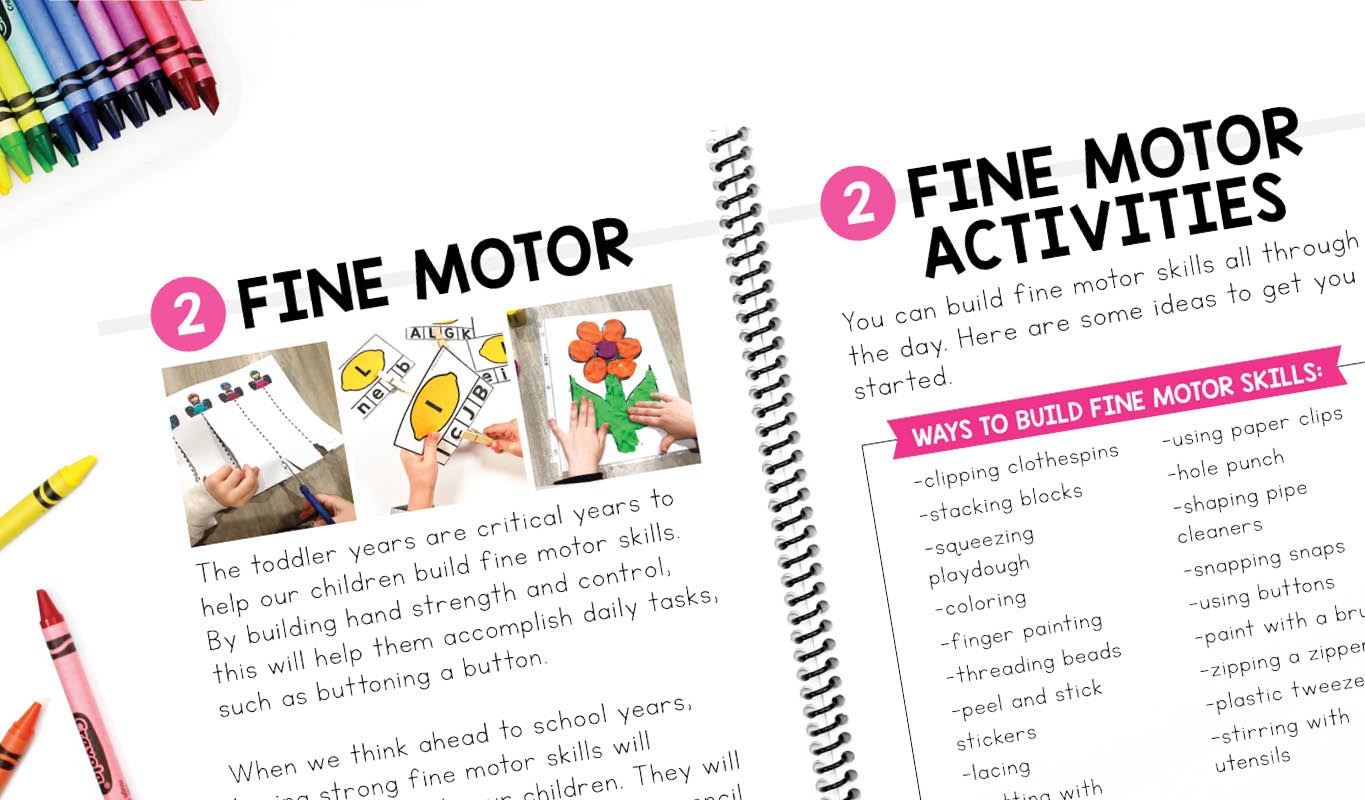 2 FINE MOTOR
A L G K
L
n e b
l
l c J B
e i
The toddler years are critical years to
help our children build fine motor skills.
By building hand strength and control,
this will help them accomplish daily tasks,
such as buttoning a button.
When we think ahead to school years,
strong fine motor skills will
our children. They will
2 FINE MOTOR
ACTIVITIES
You can build fine motor skills all through
the day. Here are some ideas to get you
started.
WAYS TO BUILD FINE MOTOR SKILLS:
-clipping clothespins
-stacking blocks
-squeezing
playdough
-coloring
-finger painting
-threading beads
-peel and stick
stickers
-lacing
with
-using paper clips
-hole punch
-shaping pipe
cleaners
-snapping snaps
-using buttons
-paint with a
-zipping a zipper
-plastic
-stirring with
utensils
Crayola